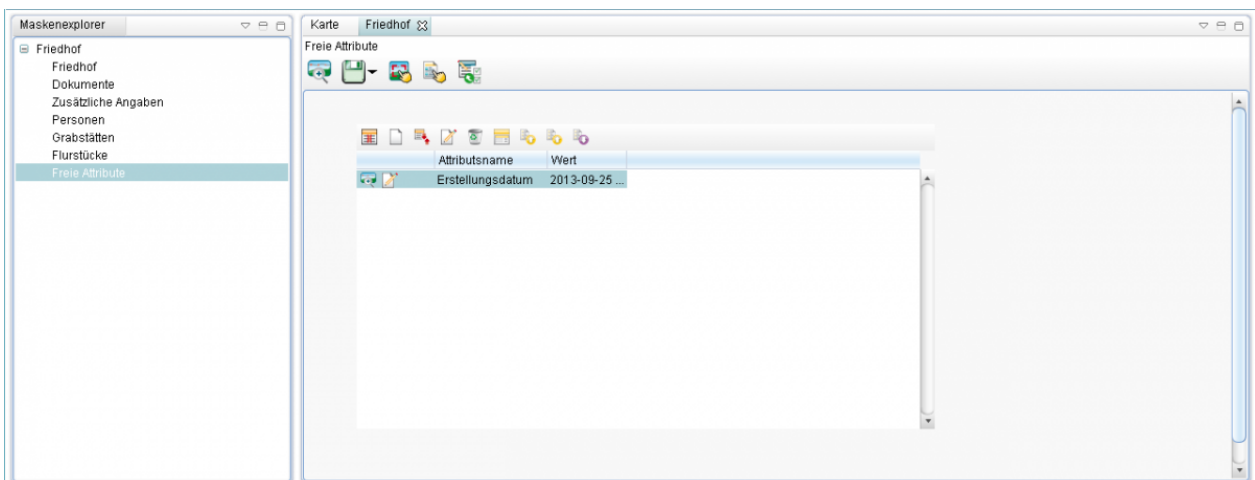 Maskenexplorer
Friedhof
Friedhof
Dokumente
Zusätzliche Angaben
Personen
Grabstätten
Flurstücke
Freie Attribute
Karte Friedhof
Freie Attribute
Attributsname Wert
Erstellungsdatum 2013-09-25 ...